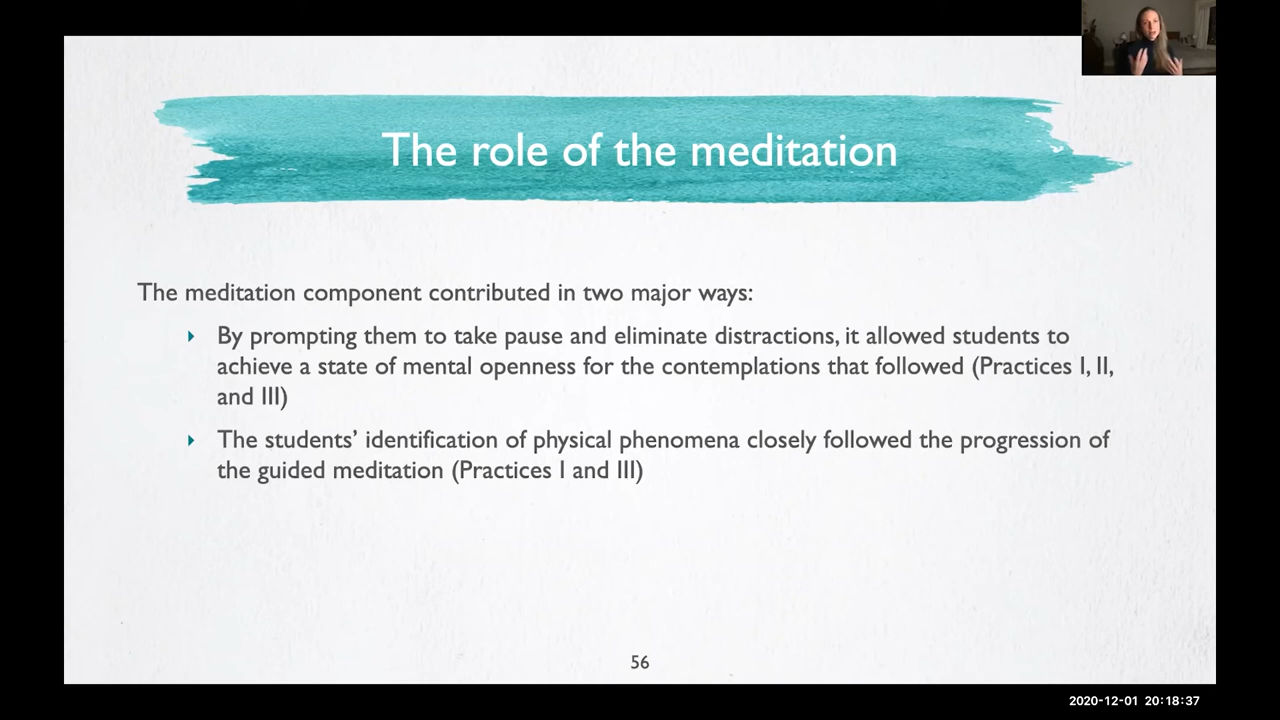 The role of the meditation
The meditation component contributed in two major ways:
By prompting them to take pause and eliminate distractions, it allowed students to
achieve a state of mental openness for the contemplations that followed (Practices I, II,
and III)
The students’ identification of physical phenomena closely followed the progression of
the guided meditation (Practices I and III)
56
2020-12-01 20:18:37